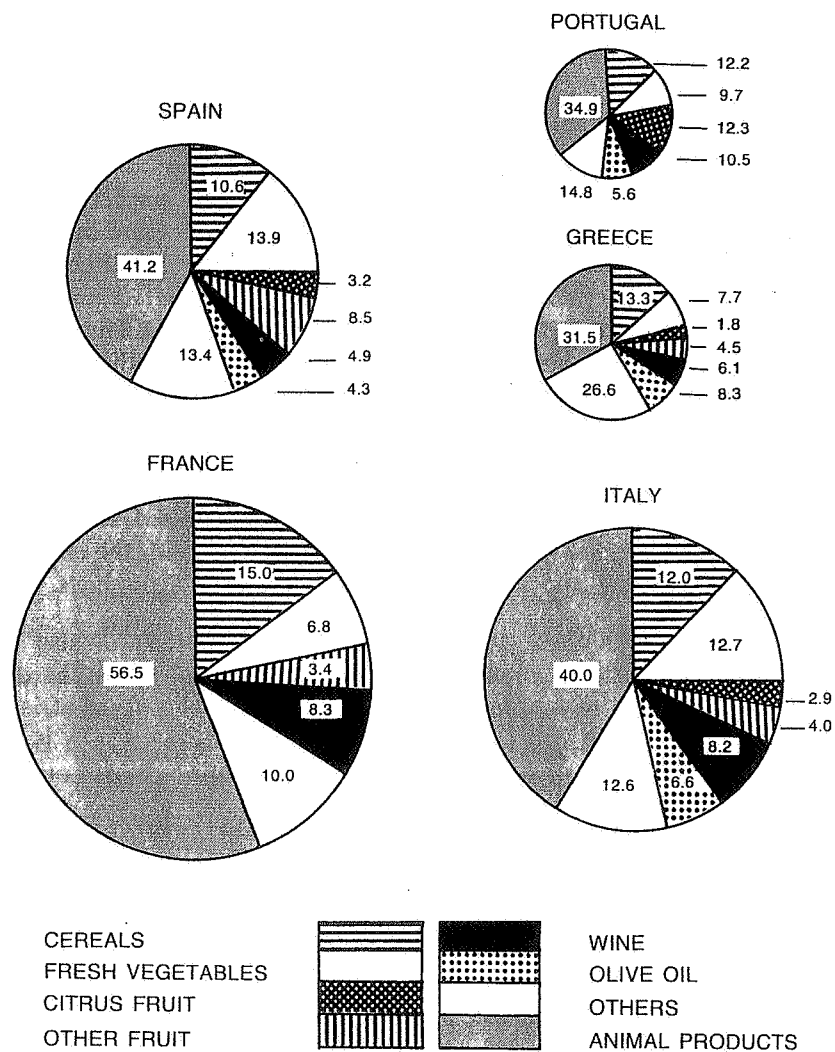 PORTUGAL
12.2
9.7
34.9
12.3
10.5
14.8 5.6
SPAIN
10.6
13.9
41.2
3.2
8.5
13.4
4.9
4.3
GREECE
13.3
7.7
1.8
31.5
4.5
6.1
26.6
8.3
FRANCE
15.0
6.8
56.5
3.4
8.3
10.0
ITALY
12.0
12.7
40.0
2.9
4.0
8.2
12.6
6.6
CEREALS
FRESH VEGETABLES
CITRUS FRUIT
OTHER FRUIT
WINE
OLIVE OIL
OTHERS
ANIMAL PRODUCTS